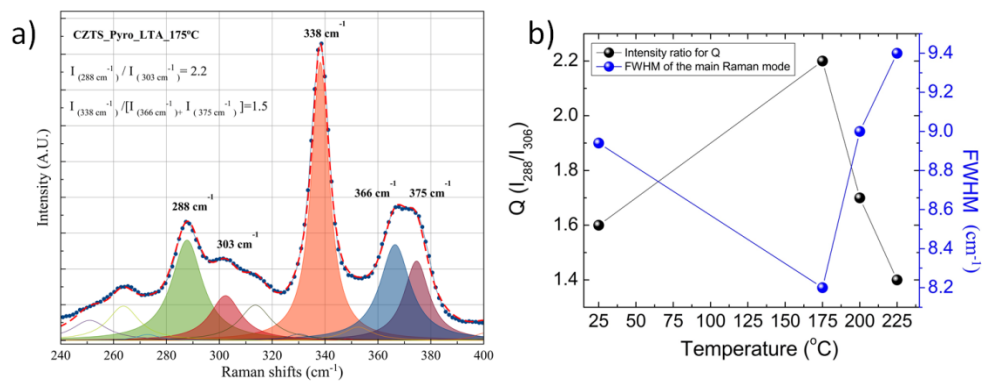 a)
CZTS_Pyro_LTA_175ºC
I (288 cm⁻¹) / I (303 cm⁻¹) = 2.2
I (338 cm⁻¹) /[I (366 cm⁻¹)+ I (375 cm⁻¹) ]=1.5
338 cm⁻¹
288 cm⁻¹
303 cm⁻¹
366 cm⁻¹
375 cm⁻¹
Intensity (A.U.)
240 260 280 300 320 340 360 380 400
Raman shifts (cm⁻¹)
b)
Intensity ratio for Q
FWHM of the main Raman mode
2.2
2.0
1.8
1.6
1.4
Q (I₂₈₈/I₃₀₆)
9.4
9.2
9.0
8.8
8.6
8.4
8.2
FWHM (cm⁻¹)
25 50 75 100 125 150 175 200 225
Temperature (°C)